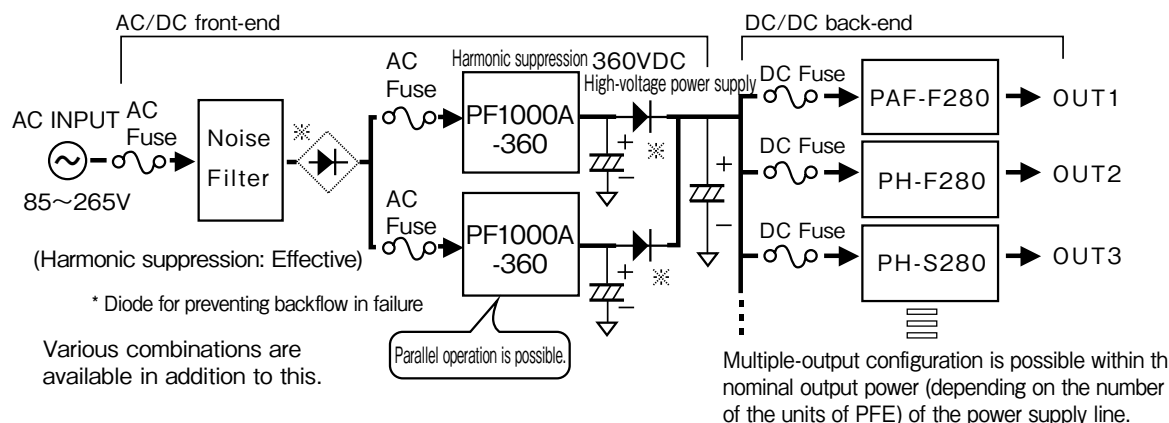 AC/DC front-end
DC/DC back-end
AC INPUT
85～265V
AC
Fuse
Noise
Filter
※
AC
Fuse
AC
Fuse
Harmonic suppression
360VDC
High-voltage power supply
PF1000A
-360
+
−
※
PF1000A
-360
+
−
※
+
−
DC Fuse
PAF-F280
OUT1
DC Fuse
PH-F280
OUT2
DC Fuse
PH-S280
OUT3
(Harmonic suppression: Effective)
* Diode for preventing backflow in failure
Various combinations are
available in addition to this.
Parallel operation is possible.
Multiple-output configuration is possible within th
nominal output power (depending on the number
of the units of PFE) of the power supply line.